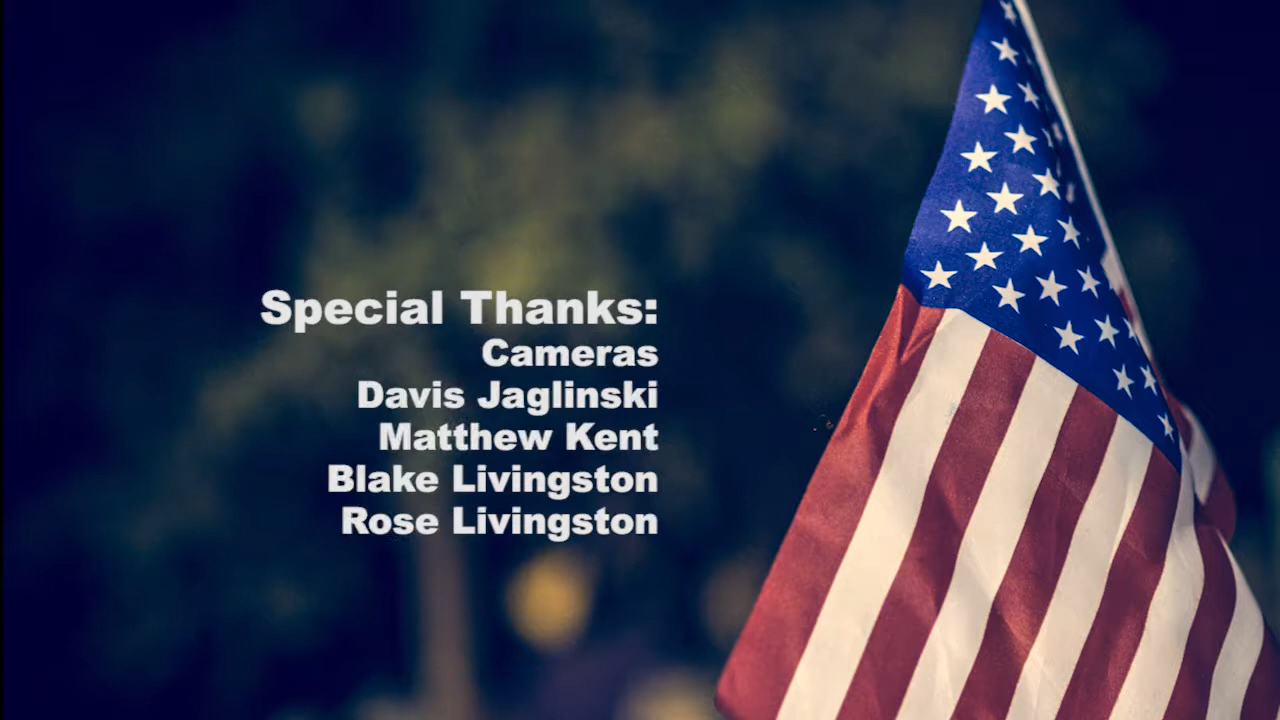 Special Thanks:
Cameras
Davis Jaglinski
Matthew Kent
Blake Livingston
Rose Livingston